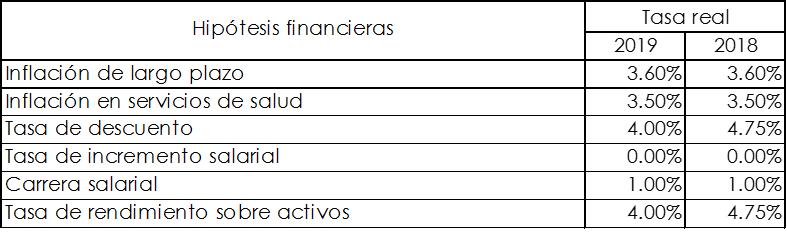 Hipótesis financieras Tasa real
2019 2018
Inflación de largo plazo 3.60% 3.60%
Inflación en servicios de salud 3.50% 3.50%
Tasa de descuento 4.00% 4.75%
Tasa de incremento salarial 0.00% 0.00%
Carrera salarial 1.00% 1.00%
Tasa de rendimiento sobre activos 4.00% 4.75%